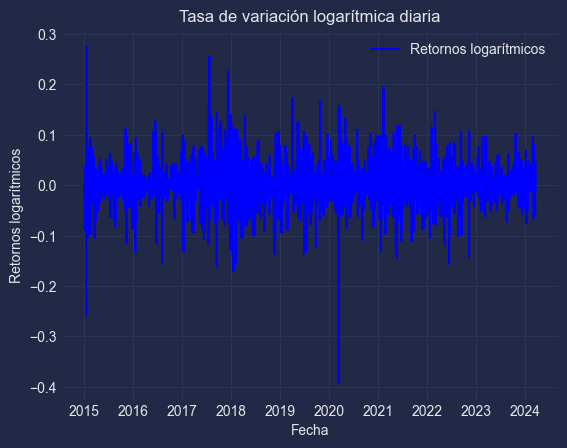 Tasa de variación logarítmica diaria
Retornos logarítmicos
0.3
0.2
0.1
0.0
−0.1
−0.2
−0.3
−0.4
Retornos logarítmicos
2015 2016 2017 2018 2019 2020 2021 2022 2023 2024
Fecha